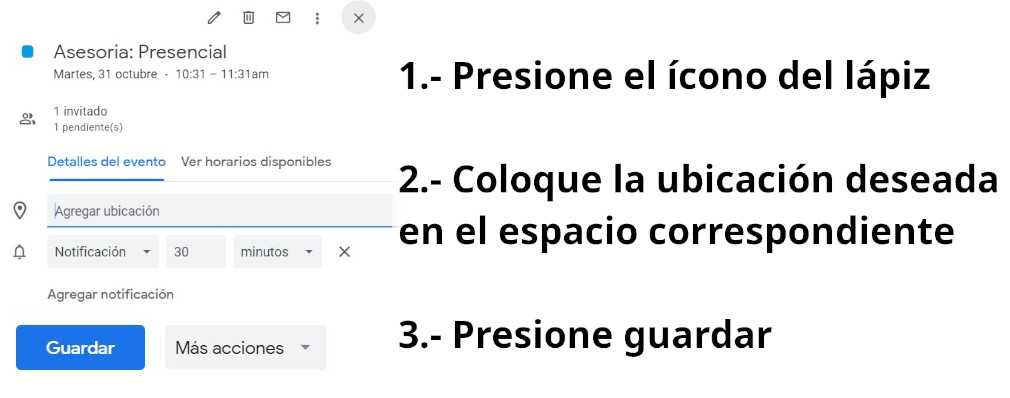 Asesoria: Presencial
Martes, 31 octubre · 10:31 – 11:31am
1 invitado
1 pendiente(s)
Detalles del evento Ver horarios disponibles
Agregar ubicación
Notificación 30 minutos
Agregar notificación
Guardar Más acciones
1.- Presione el ícono del lápiz
2.- Coloque la ubicación deseada
en el espacio correspondiente
3.- Presione guardar